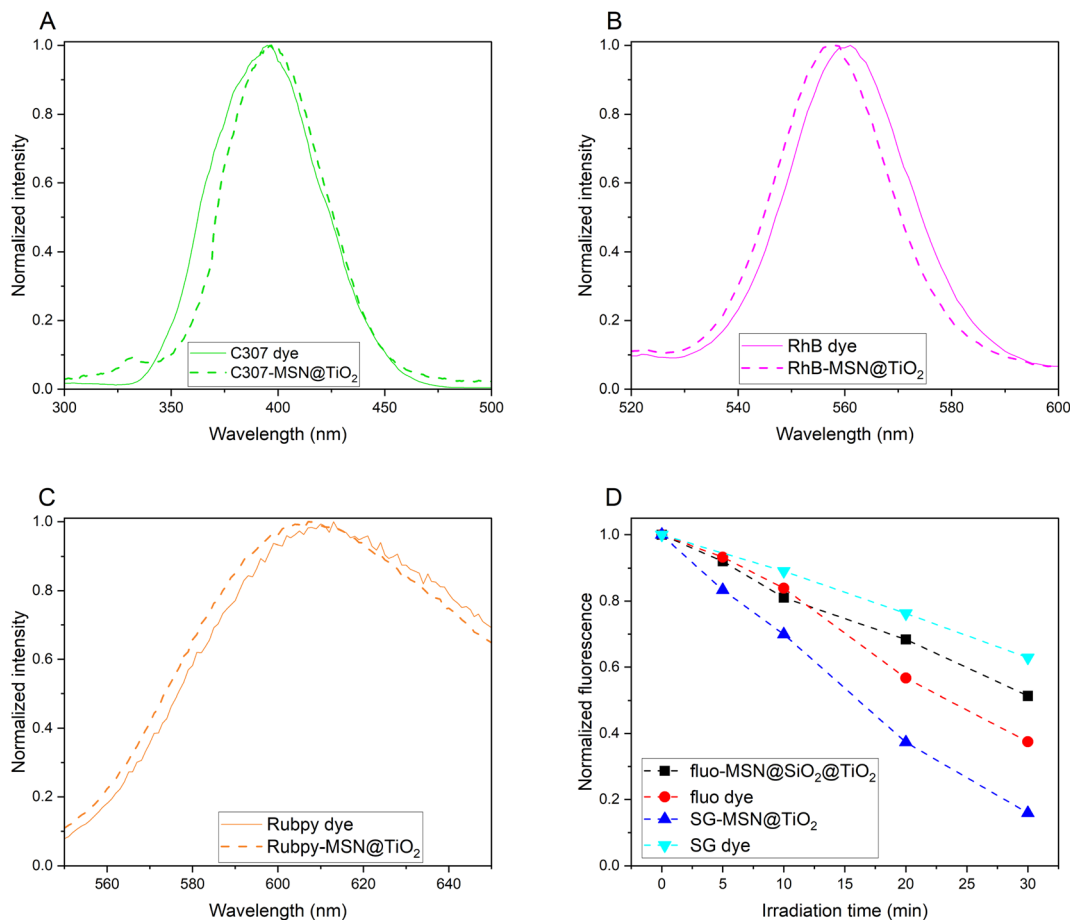 A
1.0
0.8
0.6
0.4
0.2
0.0
Normalized intensity
C307 dye
C307-MSN@TiO₂
300 350 400 450 500
Wavelength (nm)
B
1.0
0.8
0.6
0.4
0.2
0.0
Normalized intensity
RhB dye
RhB-MSN@TiO₂
520 540 560 580 600
Wavelength (nm)
C
1.0
0.8
0.6
0.4
0.2
0.0
Normalized intensity
Rubpy dye
Rubpy-MSN@TiO₂
560 580 600 620 640
Wavelength (nm)
D
1.0
0.8
0.6
0.4
0.2
0.0
Normalized fluorescence
fluo-MSN@SiO₂@TiO₂
fluo dye
SG-MSN@TiO₂
SG dye
0 5 10 15 20 25 30
Irradiation time (min)